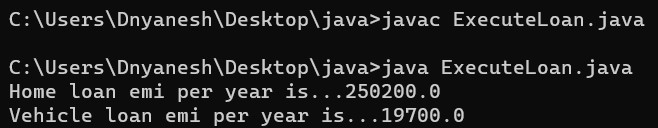 C:\Users\Dnyanesh\Desktop\java>javac ExecuteLoan.java
C:\Users\Dnyanesh\Desktop\java>java ExecuteLoan.java
Home loan emi per year is...250200.0
Vehicle loan emi per year is...19700.0